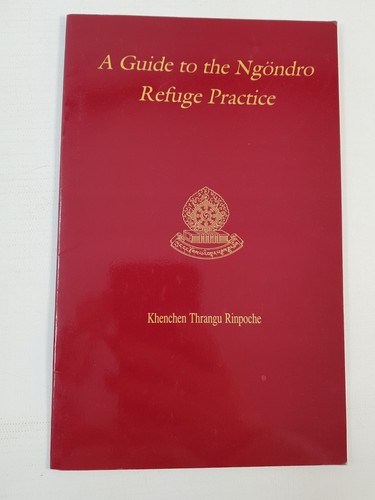 A Guide to the Ngöndro
Refuge Practice
Khenchen Thrangu Rinpoche